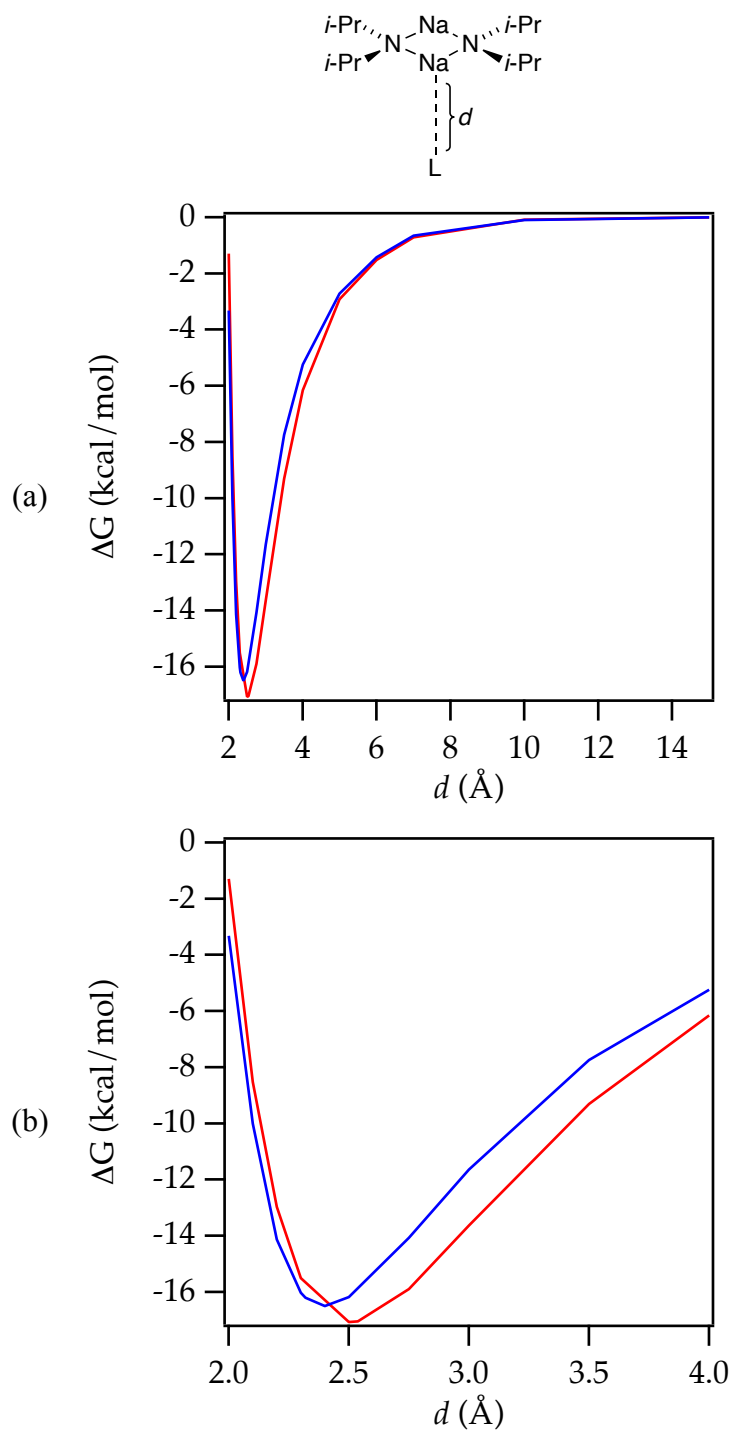 i-Pr Na i-Pr
N N
i-Pr Na i-Pr
d
L
(a)
ΔG (kcal/mol)
0
-2
-4
-6
-8
-10
-12
-14
-16
2 4 6 8 10 12 14
d (Å)
(b)
ΔG (kcal/mol)
0
-2
-4
-6
-8
-10
-12
-14
-16
2.0 2.5 3.0 3.5 4.0
d (Å)